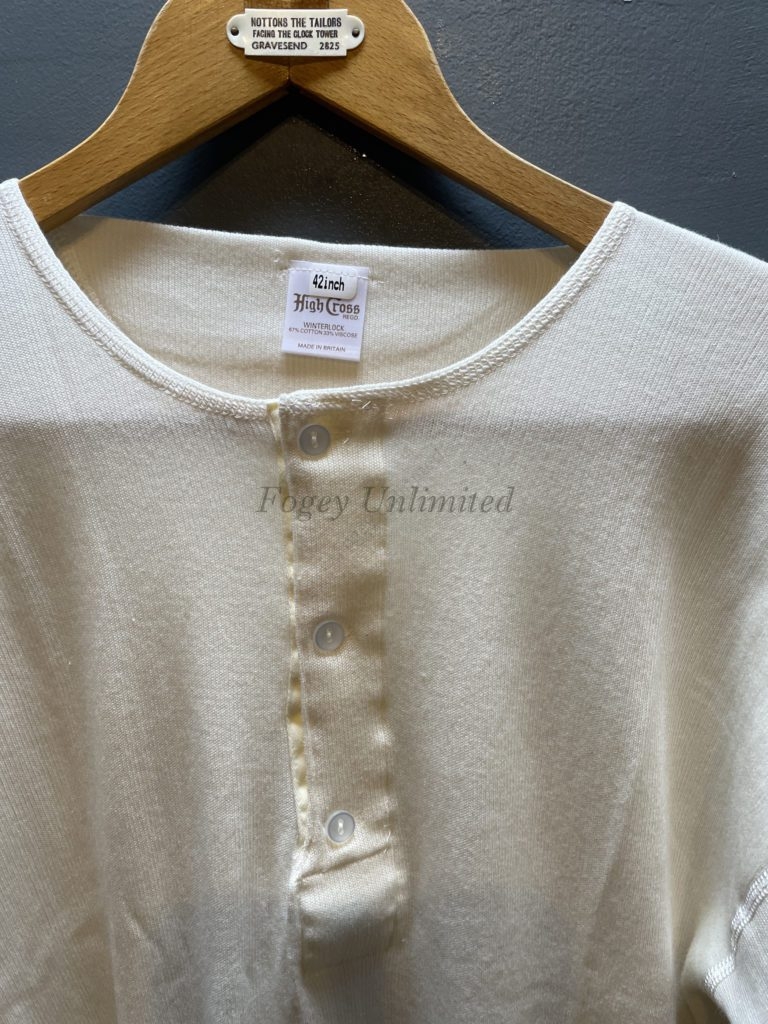 NOTTONS THE TAILORS
FACING THE CLOCK TOWER
GRAVESEND 2825
42inch
High Cross
REGD.
WINTERLOCK
67% COTTON 33% VISCOSE
MADE IN BRITAIN
Fogey Unlimited